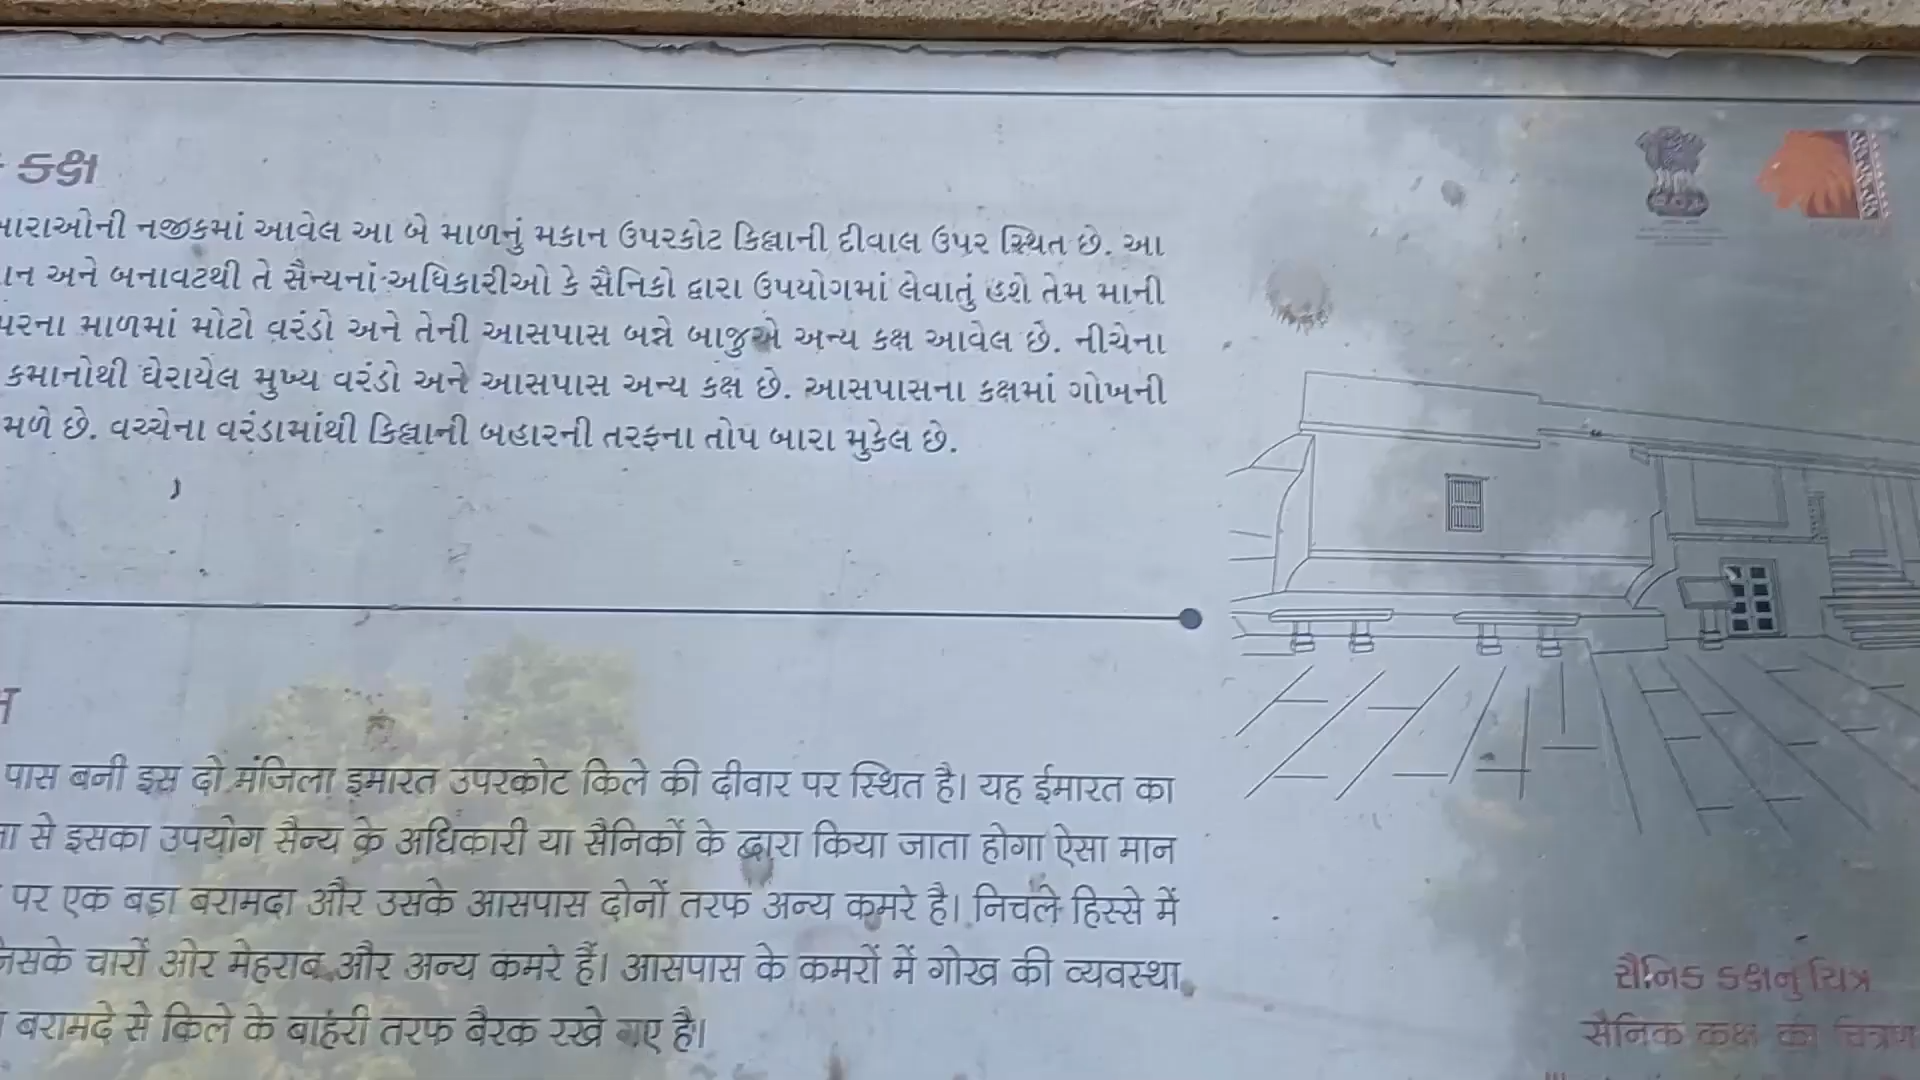 કક્ષ
નજીકમાં આવેલ આ બે માળનું મકાન ઉપરકોટ કિલ્લાની દીવાલ ઉપર સ્થિત છે. આ
અને બનાવટથી તે સૈન્યનાં અધિકારીઓ કે સૈનિકો દ્વારા ઉપયોગમાં લેવાતું હશે તેમ માની
માળમાં મોટો વરંડો અને તેની આસપાસ બન્ને બાજુએ અન્ય કક્ષ આવેલ છે. નીચેના
કમાનોથી ઘેરાયેલ મુખ્ય વરંડો અને આસપાસ અન્ય કક્ષ છે. આસપાસના કક્ષમાં ગોખની
મળે છે. વચ્ચેના વરંડામાંથી કિલ્લાની બહારની તરફના તોપ બારા મુકેલ છે.
पास बनी इस दो मंजिला इमारत उपरकोट किले की दीवार पर स्थित है। यह ईमारत का
से इसका उपयोग सैन्य के अधिकारी या सैनिकों के द्वारा किया जाता होगा ऐसा मान
पर एक बड़ा बरामदा और उसके आसपास दोनों तरफ अन्य कमरे है। निचले हिस्से में
चारों ओर मेहराब और अन्य कमरे हैं। आसपास के कमरों में गोख की व्यवस्था
बरामदे से किले के बाहरी तरफ बैरक रखे गए है।
સૈનિક કક્ષનું ચિત્ર
सैनिक कक्ष का चित्रण